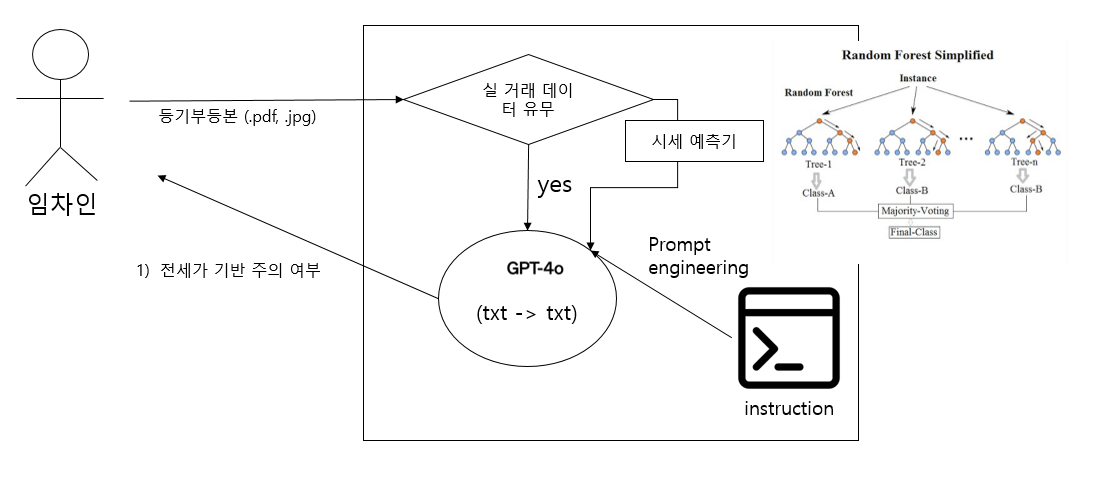 임차인
등기부등본 (.pdf, .jpg)
1) 전세가 기반 주의 여부
실 거래 데이
터 유무
yes
시세 예측기
GPT-4o
(txt -> txt)
Prompt
engineering
instruction
Random Forest Simplified
Instance
Random Forest
...
Tree-1
Tree-2
Tree-n
Class-A
Class-B
Class-B
Majority-Voting
Final-Class